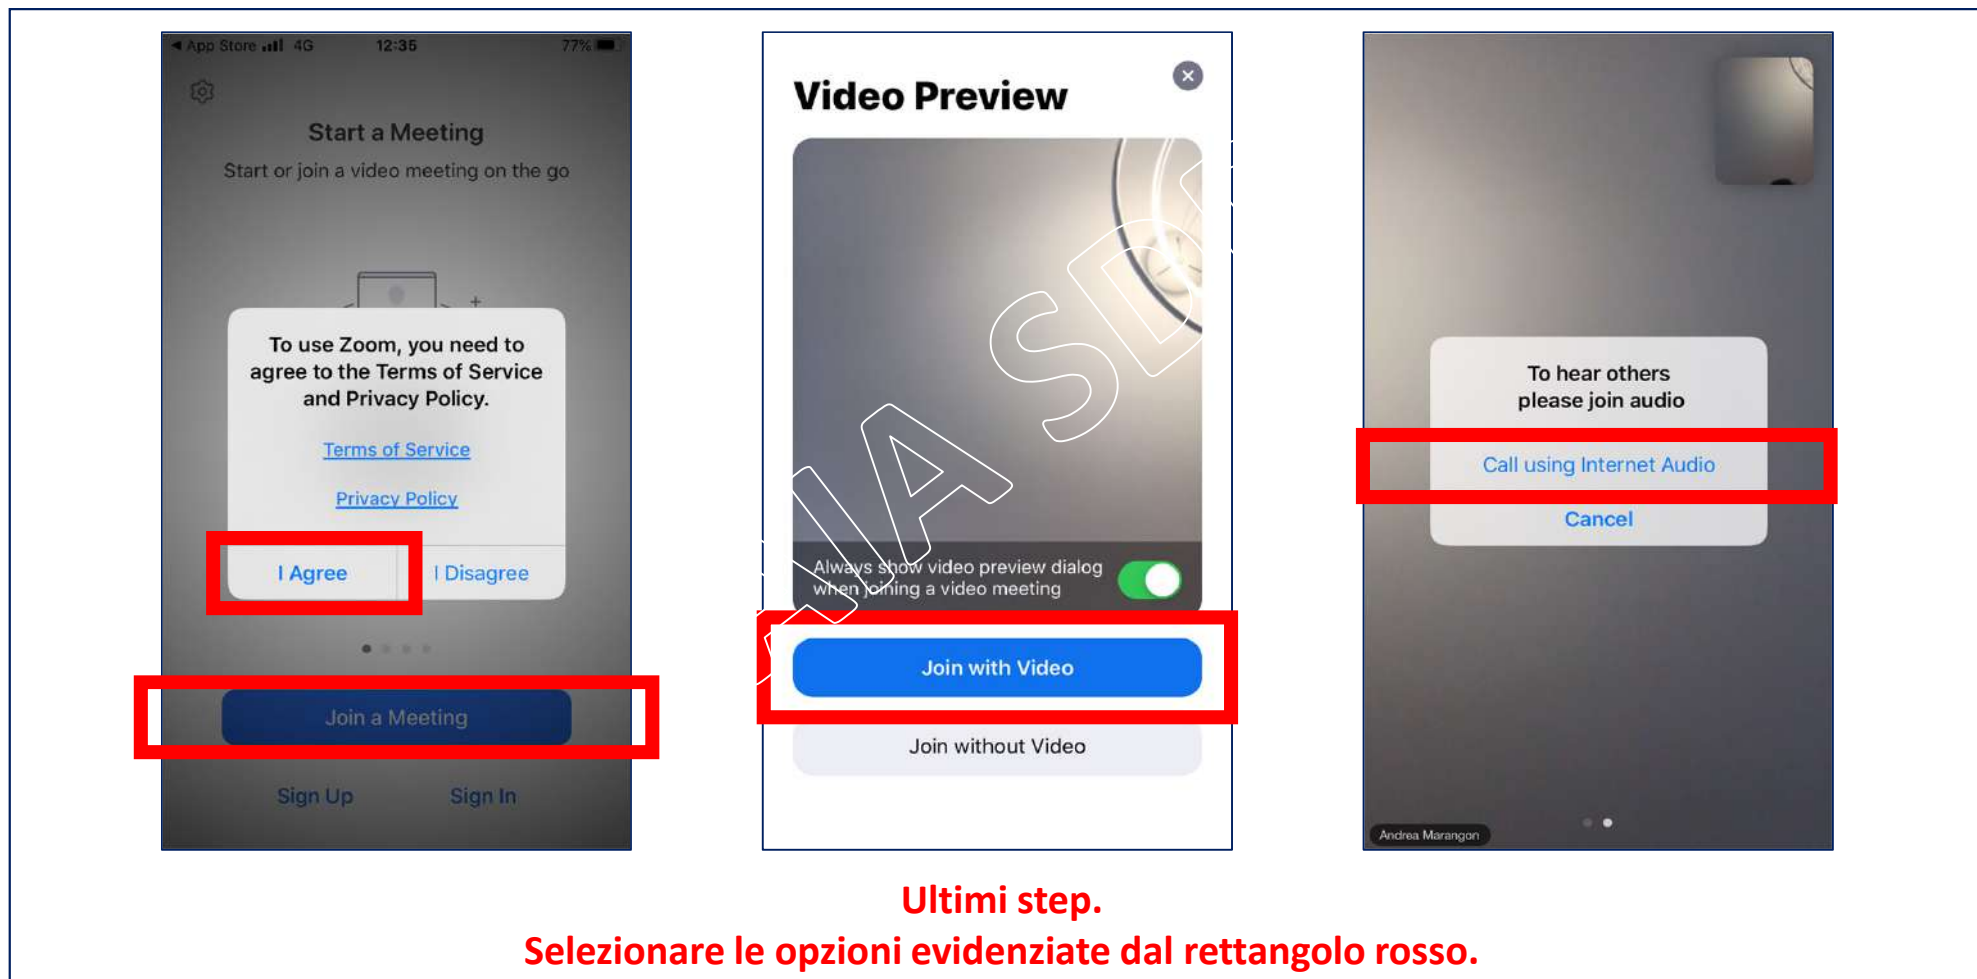 App Store 4G 12:35 77%
Start a Meeting
Start or join a video meeting on the go
To use Zoom, you need to
agree to the Terms of Service
and Privacy Policy.
Terms of Service
Privacy Policy
I Agree I Disagree
Join a Meeting
Sign Up Sign In
Video Preview
Always show video preview dialog
when joining a video meeting
Join with Video
Join without Video
To hear others
please join audio
Call using Internet Audio
Cancel
Andrea Marangon
Ultimi step.
Selezionare le opzioni evidenziate dal rettangolo rosso.